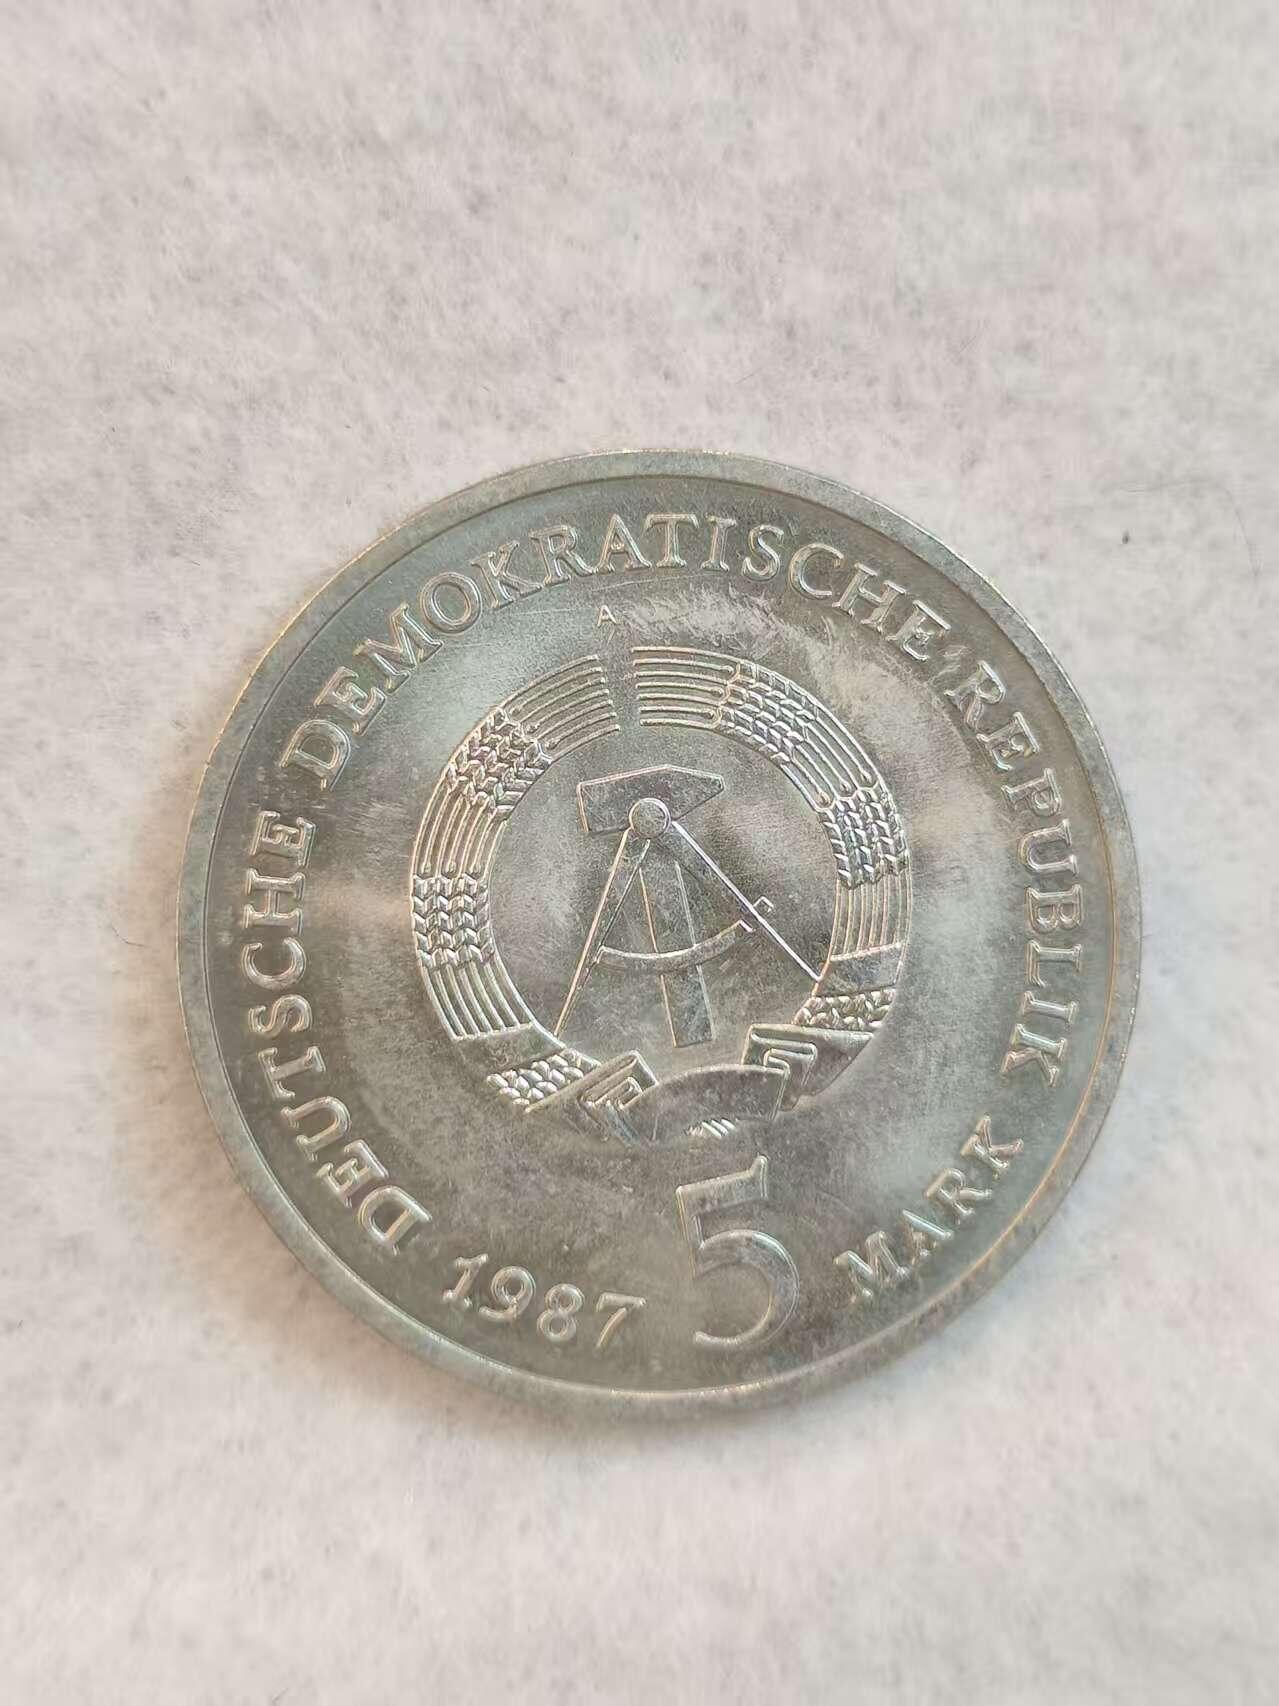 DEUTSCHE DEMOKRATISCHE REPUBLIK
A
1987 5 MARK